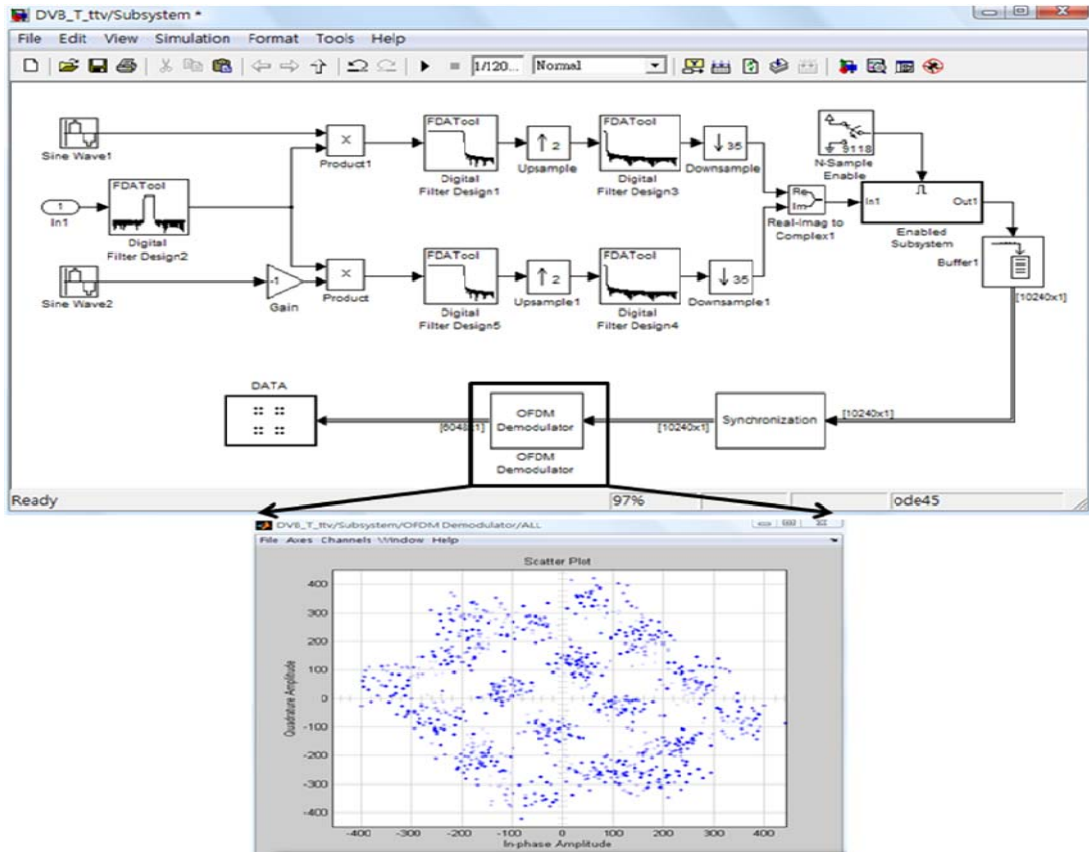 DVB_T_ttv/Subsystem *
File Edit View Simulation Format Tools Help
1/120... Normal
Sine Wave1
Product1
FDATool
Digital
Filter Design1
2
Upsample
FDATool
Digital
Filter Design3
35
Downsample
9118
N-Sample
Enable
1
In1
FDATool
Digital
Filter Design2
Re
Im
Real-Imag to
Complex1
In1 Out1
Enabled
Subsystem
Buffer1
[10240x1]
Sine Wave2
-1
Gain
Product
FDATool
Digital
Filter Design5
2
Upsample1
FDATool
Digital
Filter Design4
35
Downsample1
DATA
[6048x1]
OFDM
Demodulator
OFDM
Demodulator
[10240x1]
Synchronization
[10240x1]
Ready 97% ode45
DVB_T_ttv/Subsystem/OFDM Demodulator/ALL
File Axes Channels Window Help
Scatter Plot
Quadrature Amplitude
400
300
200
100
0
-100
-200
-300
-400
-400 -300 -200 -100 0 100 200 300 400
In-phase Amplitude